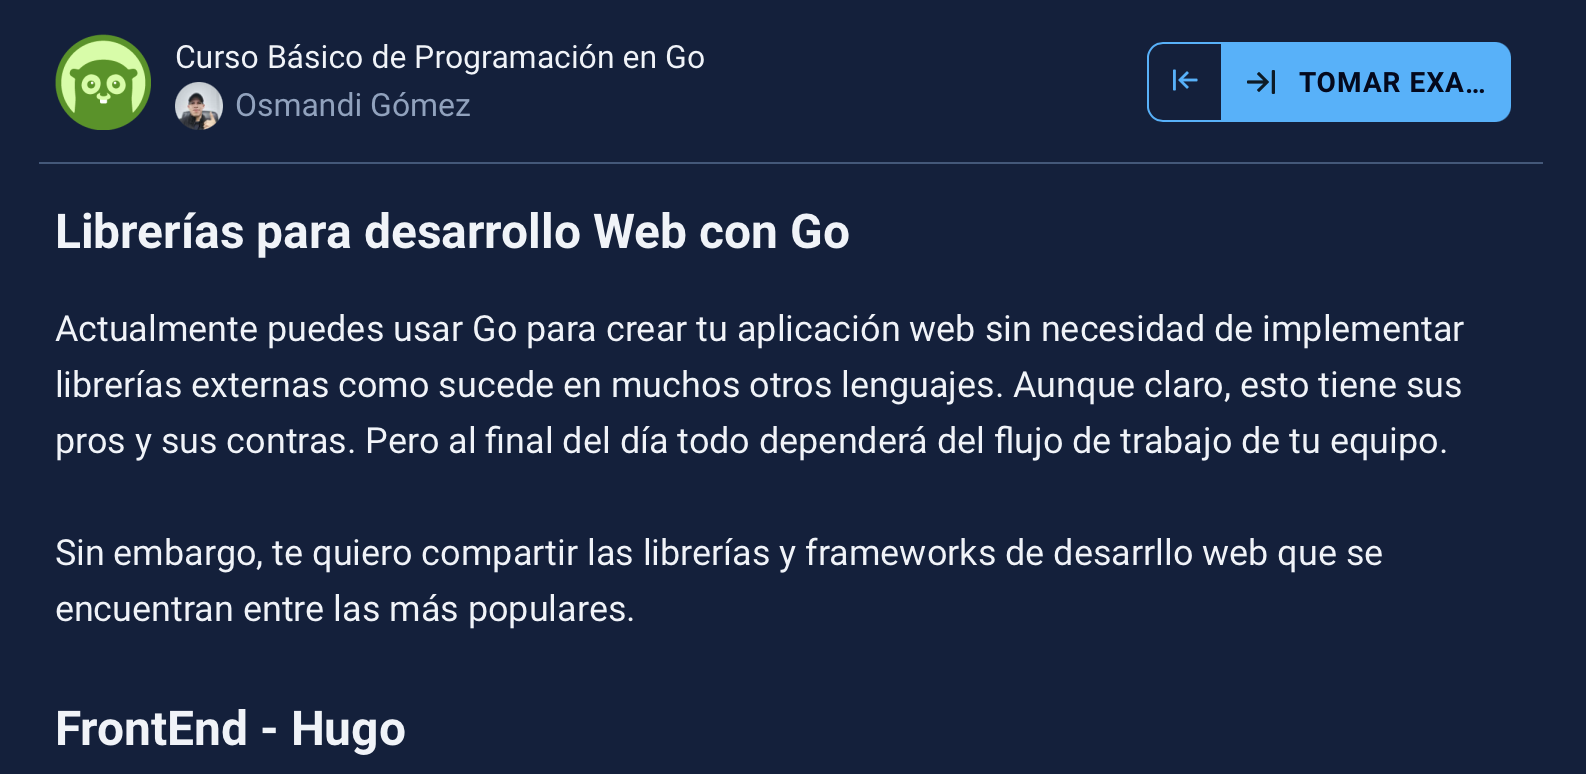 Curso Básico de Programación en Go
Osmandi Gómez
TOMAR EXA...
Librerías para desarrollo Web con Go
Actualmente puedes usar Go para crear tu aplicación web sin necesidad de implementar
librerías externas como sucede en muchos otros lenguajes. Aunque claro, esto tiene sus
pros y sus contras. Pero al final del día todo dependerá del flujo de trabajo de tu equipo.
Sin embargo, te quiero compartir las librerías y frameworks de desarrllo web que se
encuentran entre las más populares.
FrontEnd - Hugo